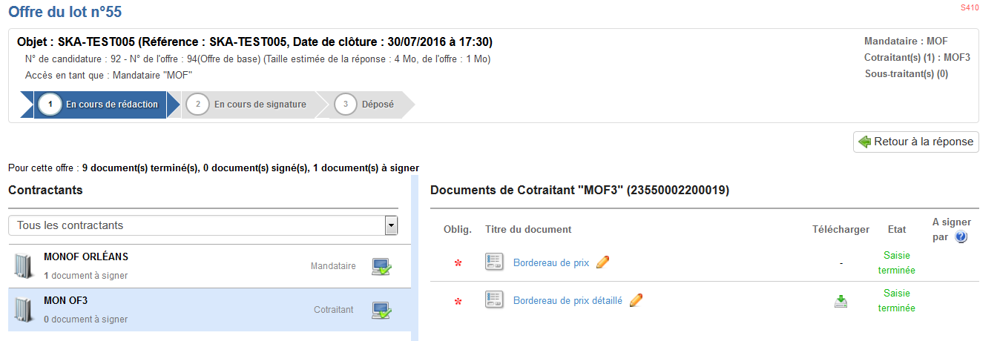 Offre du lot n°55
S410
Objet : SKA-TEST005 (Référence : SKA-TEST005, Date de clôture : 30/07/2016 à 17:30)
N° de candidature : 92 - N° de l'offre : 94(Offre de base) (Taille estimée de la réponse : 4 Mo, de l'offre : 1 Mo)
Accès en tant que : Mandataire "MOF"
Mandataire : MOF
Cotraitant(s) (1) : MOF3
Sous-traitant(s) (0)
1 En cours de rédaction 2 En cours de signature 3 Déposé
Retour à la réponse
Pour cette offre : 9 document(s) terminé(s), 0 document(s) signé(s), 1 document(s) à signer
Contractants
Tous les contractants
MONOF ORLÉANS
1 document à signer
Mandataire
MON OF3
0 document à signer
Cotraitant
Documents de Cotraitant "MOF3" (23550002200019)
Oblig. Titre du document Télécharger Etat A signer
par ?
* Bordereau de prix - Saisie
terminée
* Bordereau de prix détaillé Saisie
terminée